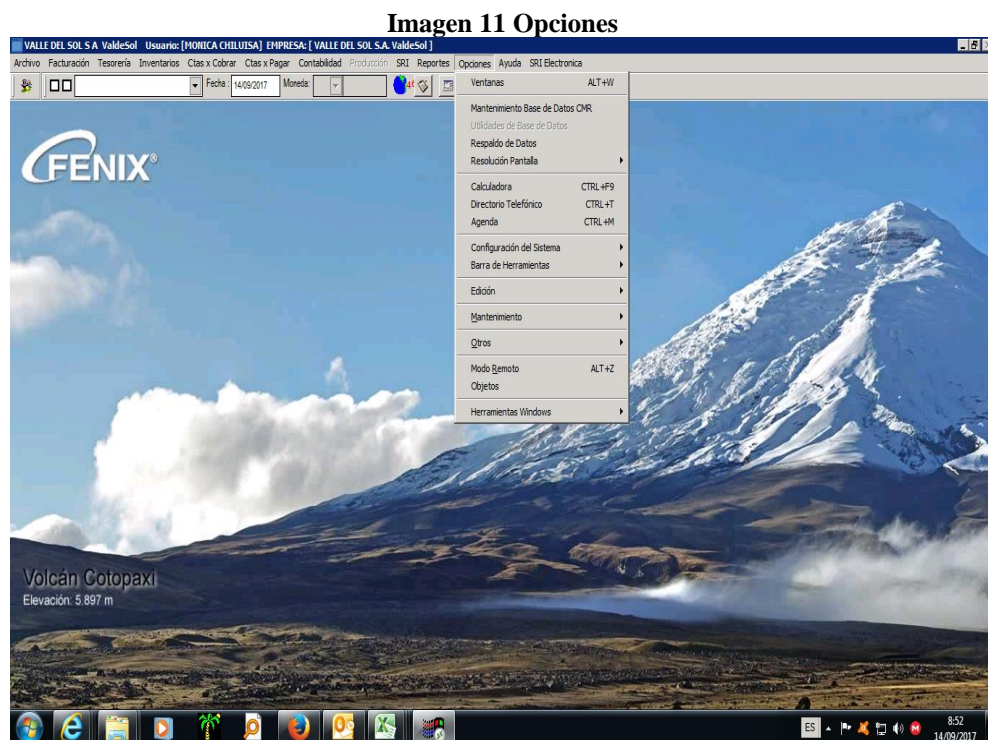 Imagen 11 Opciones
VALLE DEL SOL S A ValdeSol Usuario: [MONICA CHILUISA] EMPRESA: [ VALLE DEL SOL S.A. ValdeSol ]
Archivo Facturación Tesorería Inventarios Ctas x Cobrar Ctas x Pagar Contabilidad Producción SRI Reportes Opciones Ayuda SRI Electronica
Fecha : 14/09/2017 Moneda:
Ventanas ALT+W
Mantenimiento Base de Datos CMR
Utilidades de Base de Datos
Respaldo de Datos
Resolución Pantalla
Calculadora CTRL+F9
Directorio Telefónico CTRL+T
Agenda CTRL+M
Configuración del Sistema
Barra de Herramientas
Edición
Mantenimiento
Otros
Modo Remoto ALT+Z
Objetos
Herramientas Windows
FENIX®
Volcán Cotopaxi
Elevación: 5.897 m
ES
8:52
14/09/2017